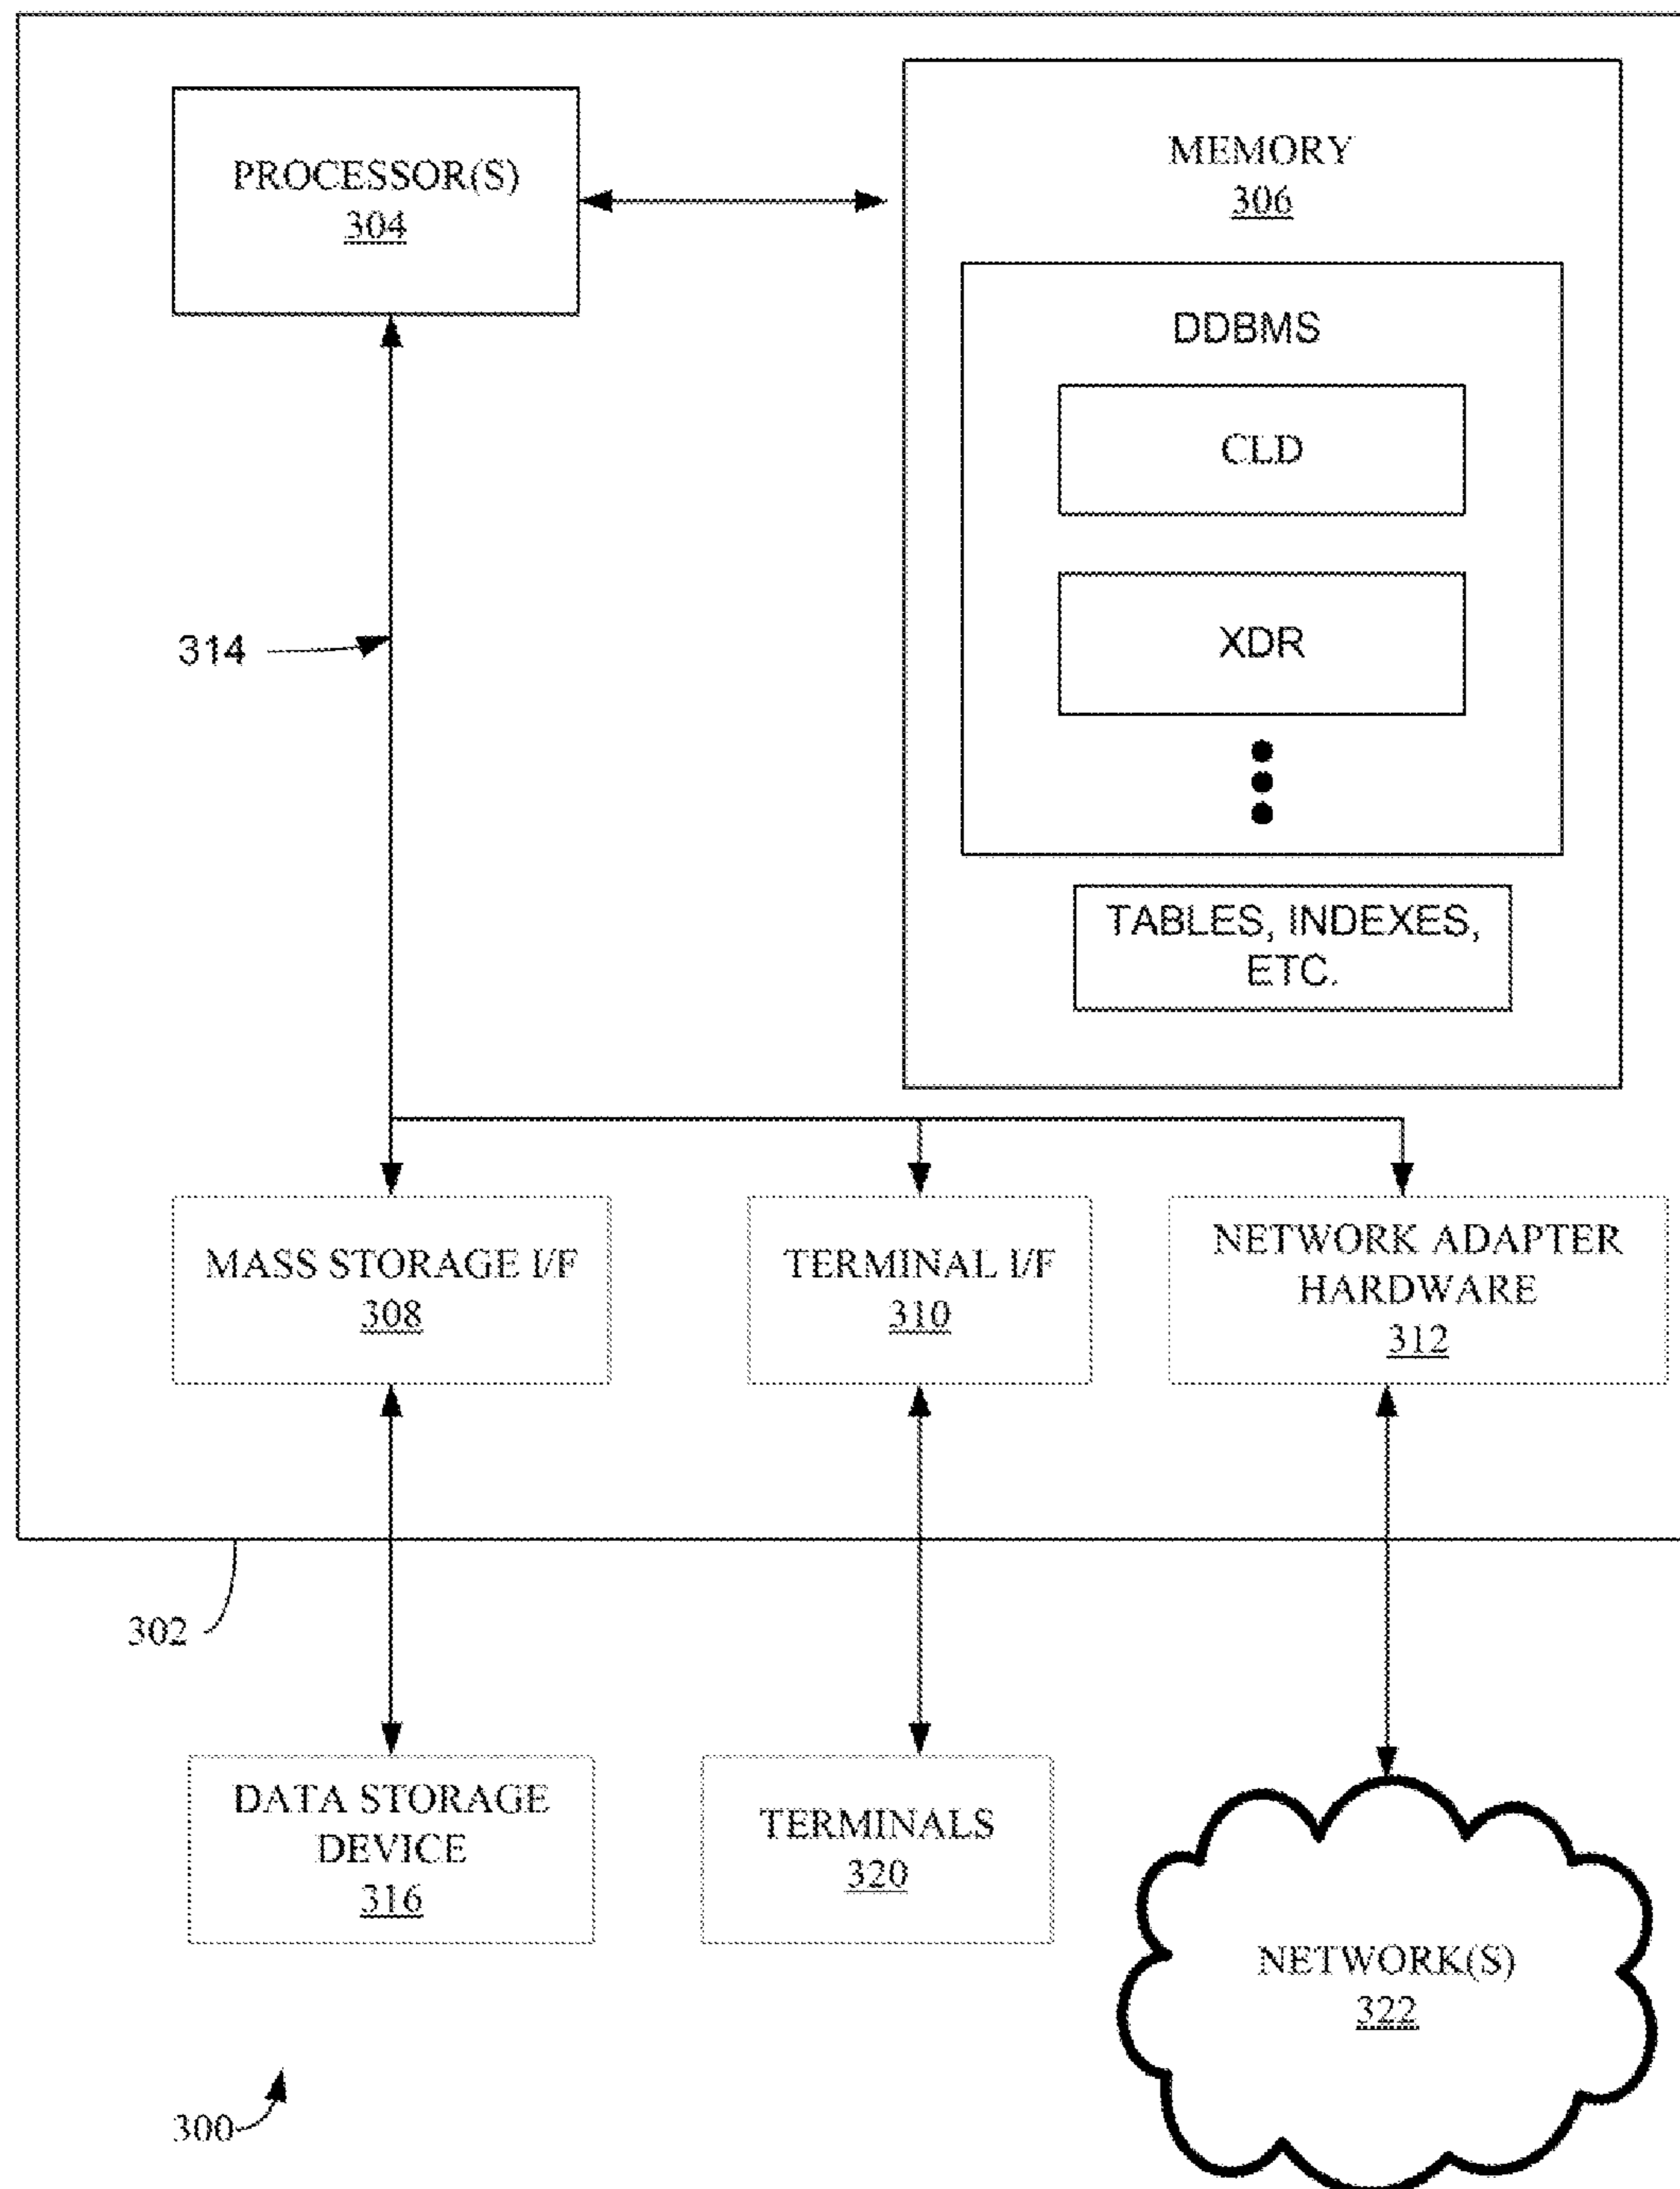 PROCESSOR(S)
304
MEMORY
306
DDBMS
CLD
XDR
314
TABLES, INDEXES,
ETC.
MASS STORAGE I/F
308
TERMINAL I/F
310
NETWORK ADAPTER
HARDWARE
312
302
DATA STORAGE
DEVICE
316
TERMINALS
320
NETWORK(S)
322
300